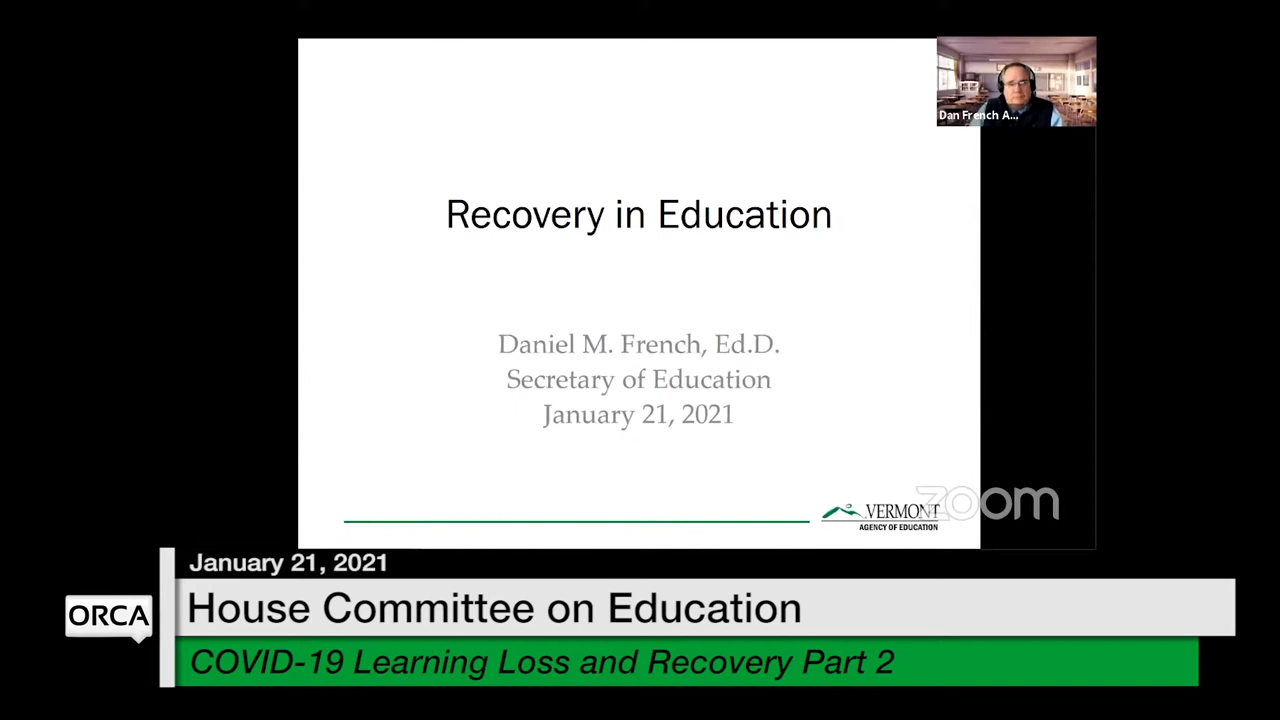 Dan French A...
Recovery in Education
Daniel M. French, Ed.D.
Secretary of Education
January 21, 2021
VERMONT
AGENCY OF EDUCATION
zoom
January 21, 2021
ORCA
House Committee on Education
COVID-19 Learning Loss and Recovery Part 2